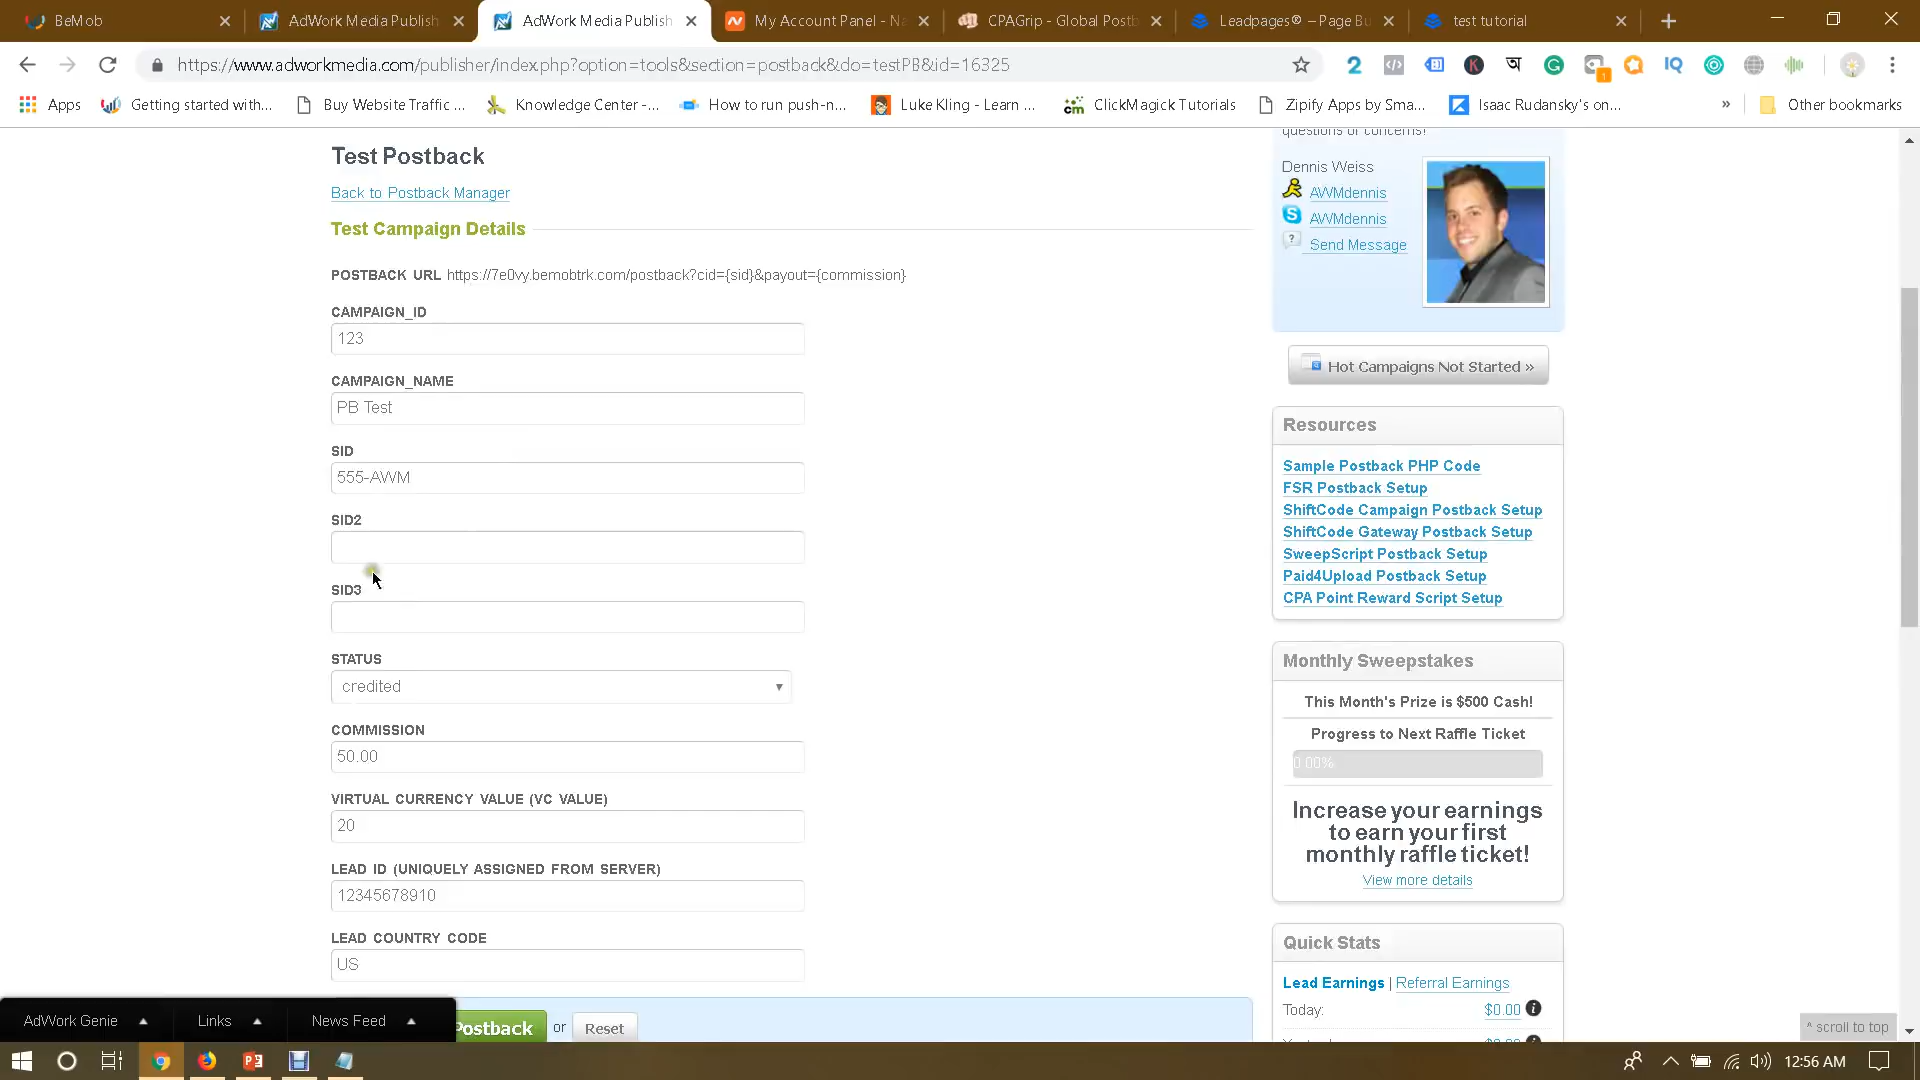 BeMob
AdWork Media Publish
AdWork Media Publish
My Account Panel - Na
CPAGrip - Global Postb
Leadpages® – Page Bu
test tutorial
https://www.adworkmedia.com/publisher/index.php?option=tools&section=postback&do=testPB&id=16325
Apps
Getting started with...
Buy Website Traffic ...
Knowledge Center -...
How to run push-n...
Luke Kling - Learn ...
ClickMagick Tutorials
Zipify Apps by Sma...
Isaac Rudansky's on...
»
Other bookmarks
questions or concerns!
Test Postback
Back to Postback Manager
Test Campaign Details
POSTBACK URL https://7e0vy.bemobtrk.com/postback?cid={sid}&payout={commission}
CAMPAIGN_ID
123
CAMPAIGN_NAME
PB Test
SID
555-AWM
SID2
SID3
STATUS
credited
COMMISSION
50.00
VIRTUAL CURRENCY VALUE (VC VALUE)
20
LEAD ID (UNIQUELY ASSIGNED FROM SERVER)
12345678910
LEAD COUNTRY CODE
US
Postback
or
Reset
Dennis Weiss
AWMdennis
AWMdennis
Send Message
Hot Campaigns Not Started »
Resources
Sample Postback PHP Code
FSR Postback Setup
ShiftCode Campaign Postback Setup
ShiftCode Gateway Postback Setup
SweepScript Postback Setup
Paid4Upload Postback Setup
CPA Point Reward Script Setup
Monthly Sweepstakes
This Month's Prize is $500 Cash!
Progress to Next Raffle Ticket
0.00%
Increase your earnings
to earn your first
monthly raffle ticket!
View more details
Quick Stats
Lead Earnings | Referral Earnings
Today:
$0.00
^ scroll to top
AdWork Genie
Links
News Feed
12:56 AM